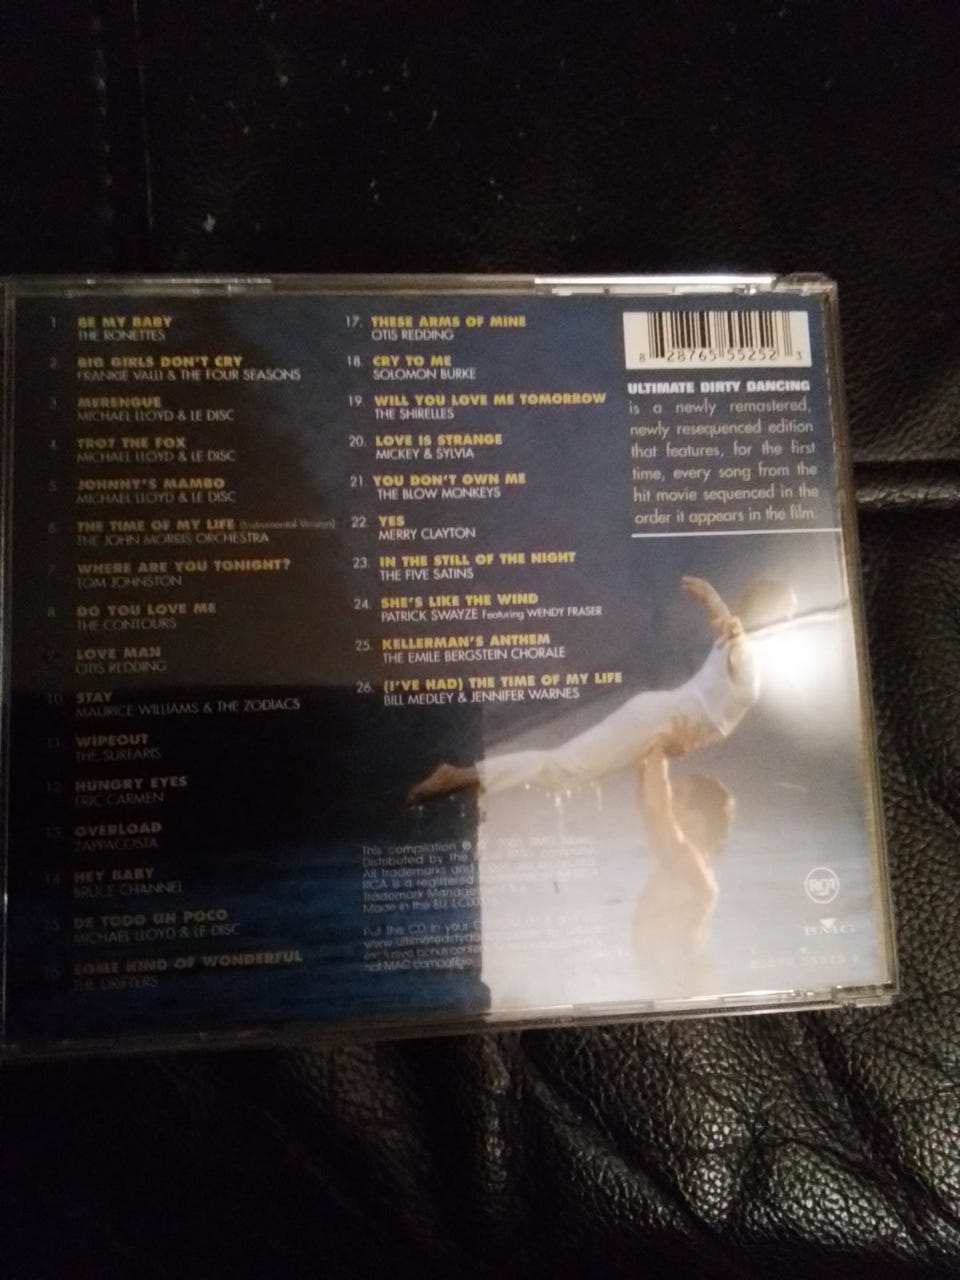 1 BE MY BABY
THE RONETTES
2 BIG GIRLS DON'T CRY
FRANKIE VALLI & THE FOUR SEASONS
3 MERENGUE
MICHAEL LLOYD & LE DISC
4. TROT THE FOX
MICHAEL LLOYD & LE DISC
5 JOHNNY'S MAMBO
MICHAEL LLOYD & LE DISC
6 THE TIME OF MY LIFE (Instrumental Version)
THE JOHN MORRIS ORCHESTRA
7 WHERE ARE YOU TONIGHT?
TOM JOHNSTON
8. DO YOU LOVE ME
THE CONTOURS
LOVE MAN
OTIS REDDING
10 STAY
MAURICE WILLIAMS & THE ZODIACS
11 WIPEOUT
THE SURFARIS
12 HUNGRY EYES
ERIC CARMEN
13 OVERLOAD
ZAPPACOSTA
14 HEY BABY
BRUCE CHANNEL
15 DE TODO UN POCO
MICHAEL LLOYD & LE DISC
16 SOME KIND OF WONDERFUL
THE DRIFTERS
17. THESE ARMS OF MINE
OTIS REDDING
18. CRY TO ME
SOLOMON BURKE
19. WILL YOU LOVE ME TOMORROW
THE SHIRELLES
20. LOVE IS STRANGE
MICKEY & SYLVIA
21. YOU DON'T OWN ME
THE BLOW MONKEYS
22. YES
MERRY CLAYTON
23. IN THE STILL OF THE NIGHT
THE FIVE SATINS
24. SHE'S LIKE THE WIND
PATRICK SWAYZE Featuring WENDY FRASER
25. KELLERMAN'S ANTHEM
THE EMILE BERGSTEIN CHORALE
26. (I'VE HAD) THE TIME OF MY LIFE
BILL MEDLEY & JENNIFER WARNES
8 28765 55252 3
ULTIMATE DIRTY DANCING
is a newly remastered,
newly resequenced edition
that features, for the first
time, every song from the
hit movie sequenced in the
order it appears in the film.
This compilation BMG
Distributed by the BMG company
All trademarks and
RCA is a registered
Trademark Management
Made in the EU.
Put this CD in your
exclusive bonus
not MAC compatible.
RCA
BMG